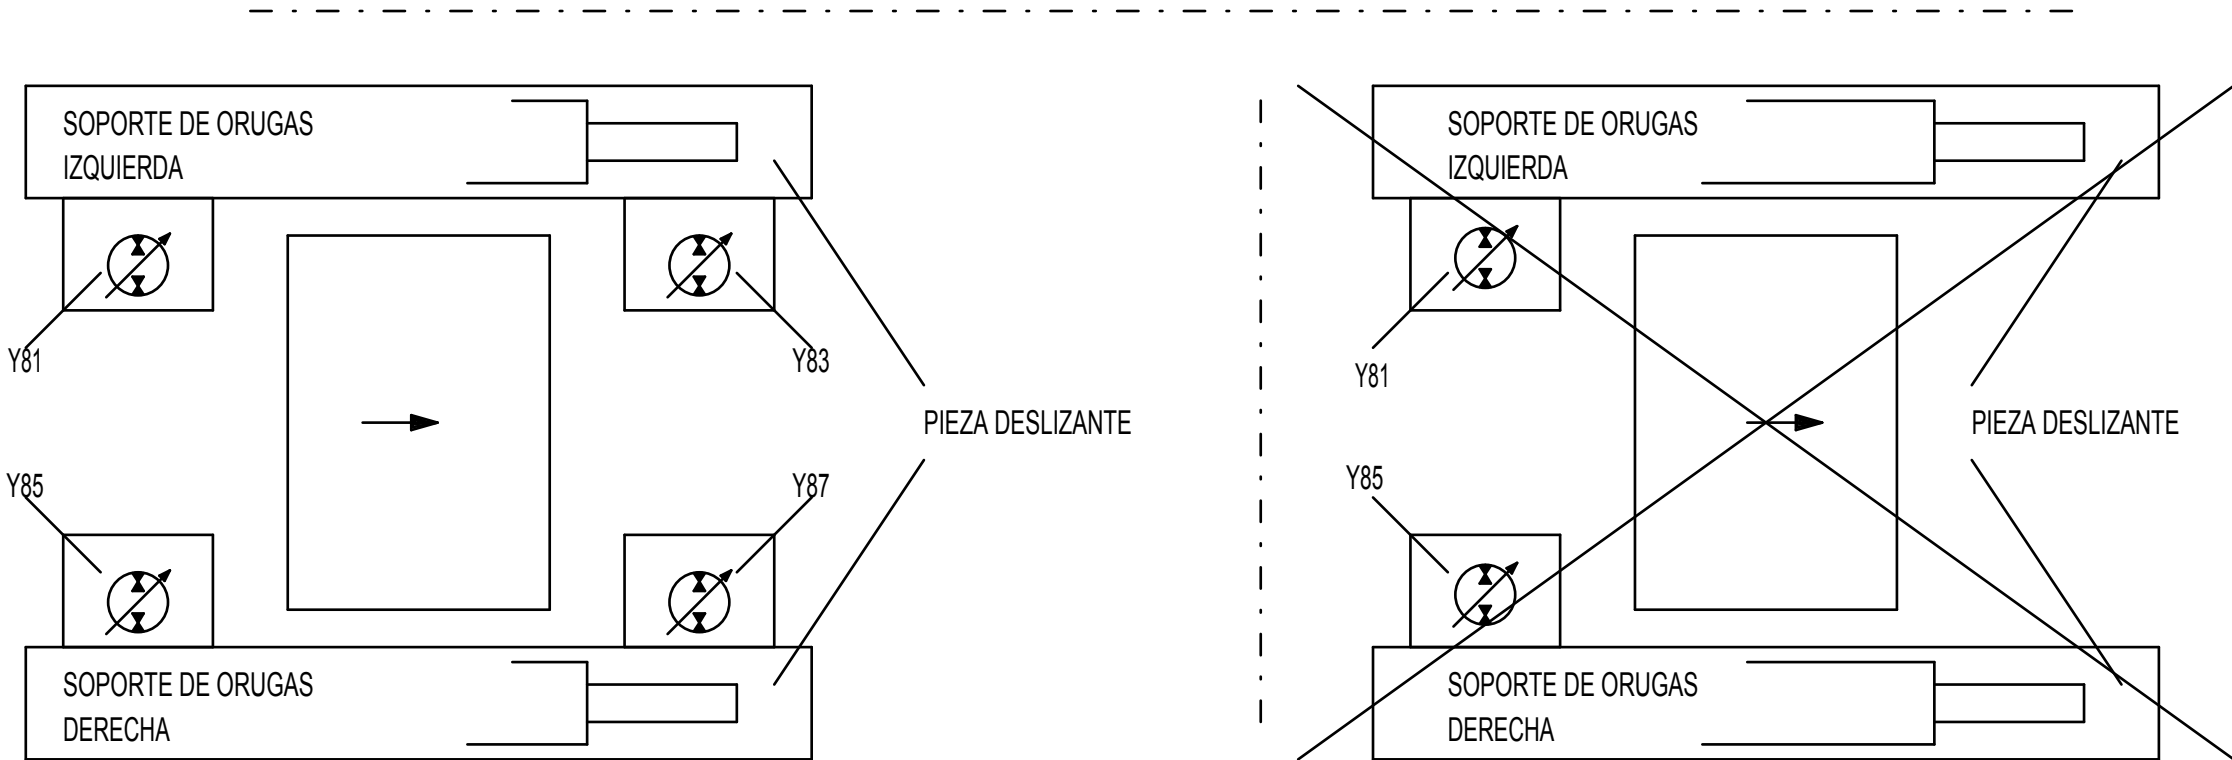 SOPORTE DE ORUGAS
IZQUIERDA
Y81
Y83
PIEZA DESLIZANTE
Y85
Y87
SOPORTE DE ORUGAS
DERECHA
SOPORTE DE ORUGAS
IZQUIERDA
Y81
PIEZA DESLIZANTE
Y85
SOPORTE DE ORUGAS
DERECHA